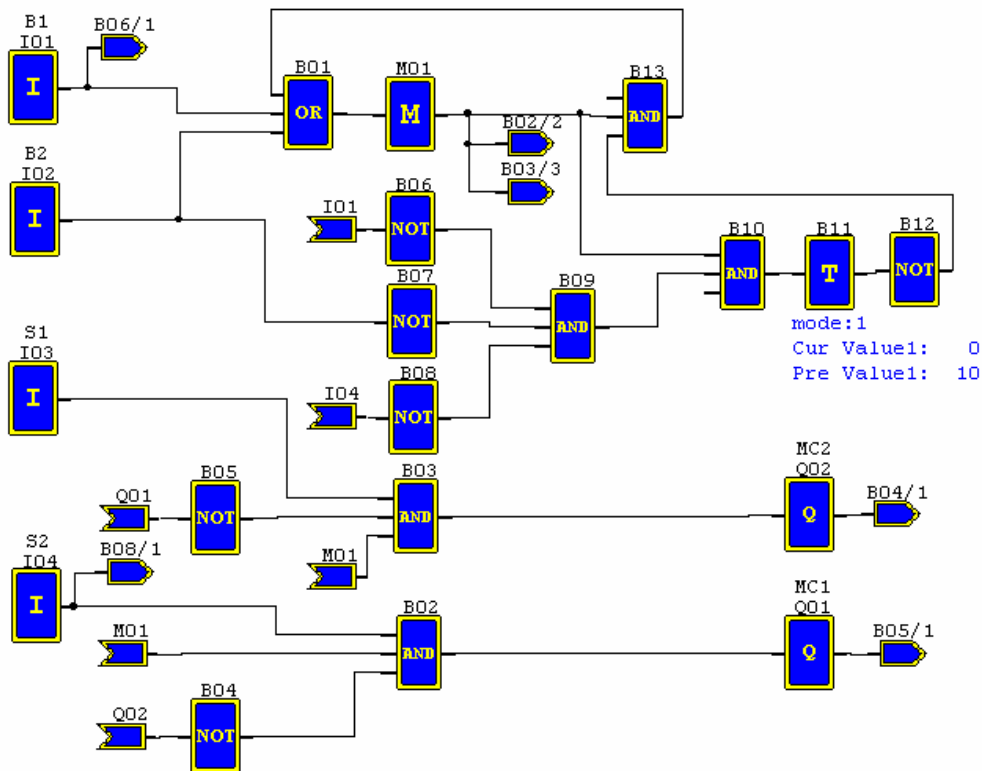 B1
I01
I
B06/1
B01
OR
M01
M
B13
AND
B02/2
B03/3
B2
I02
I
I01
B06
NOT
B07
NOT
B09
AND
B10
AND
B11
T
B12
NOT
mode:1
Cur Value1: 0
Pre Value1: 10
S1
I03
I
I04
B08
NOT
Q01
B05
NOT
B03
AND
M01
MC2
Q02
Q
B04/1
S2
I04
I
B08/1
M01
B02
AND
MC1
Q01
Q
B05/1
Q02
B04
NOT